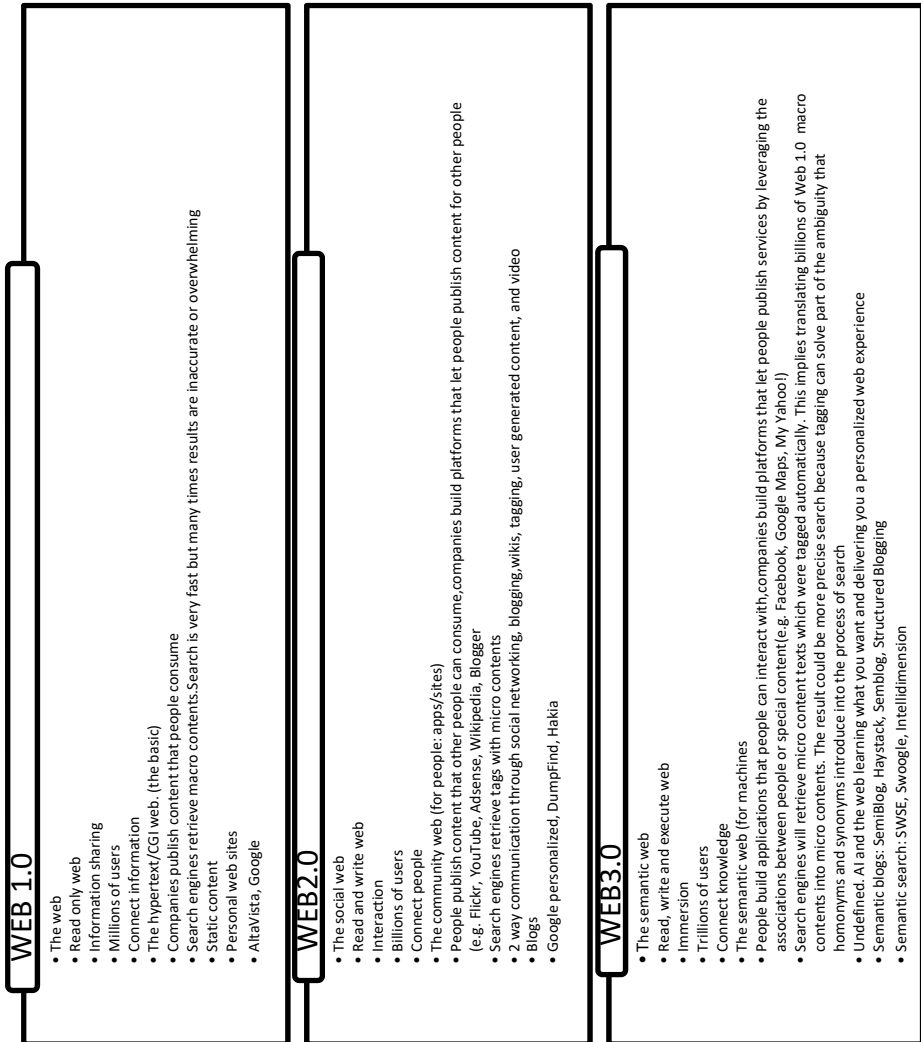 WEB 1.0
• The web
• Read only web
• Information sharing
• Millions of users
• Connect information
• The hypertext/CGI web. (the basic)
• Companies publish content that people consume
• Search engines retrieve macro contents.Search is very fast but many times results are inaccurate or overwhelming
• Static content
• Personal web sites
• AltaVista, Google
WEB2.0
• The social web
• Read and write web
• Interaction
• Billions of users
• Connect people
• The community web (for people: apps/sites)
• People publish content that other people can consume,companies build platforms that let people publish content for other people
(e.g. Flickr, YouTube, Adsense, Wikipedia, Blogger
• Search engines retrieve tags with micro contents
• 2 way communication through social networking, blogging,wikis, tagging, user generated content, and video
• Blogs
• Google personalized, DumpFind, Hakia
WEB3.0
• The semantic web
• Read, write and execute web
• Immersion
• Trillions of users
• Connect knowledge
• The semantic web (for machines
• People build applications that people can interact with,companies build platforms that let people publish services by leveraging the
associations between people or special content(e.g. Facebook, Google Maps, My Yahoo!)
• Search engines will retrieve micro content texts which were tagged automatically. This implies translating billions of Web 1.0 macro
contents into micro contents. The result could be more precise search because tagging can solve part of the ambiguity that
homonyms and synonyms introduce into the process of search
• Undefined. AI and the web learning what you want and delivering you a personalized web experience
• Semantic blogs: SemiBlog, Haystack, Semblog, Structured Blogging
• Semantic search: SWSE, Swoogle, Intellidimension